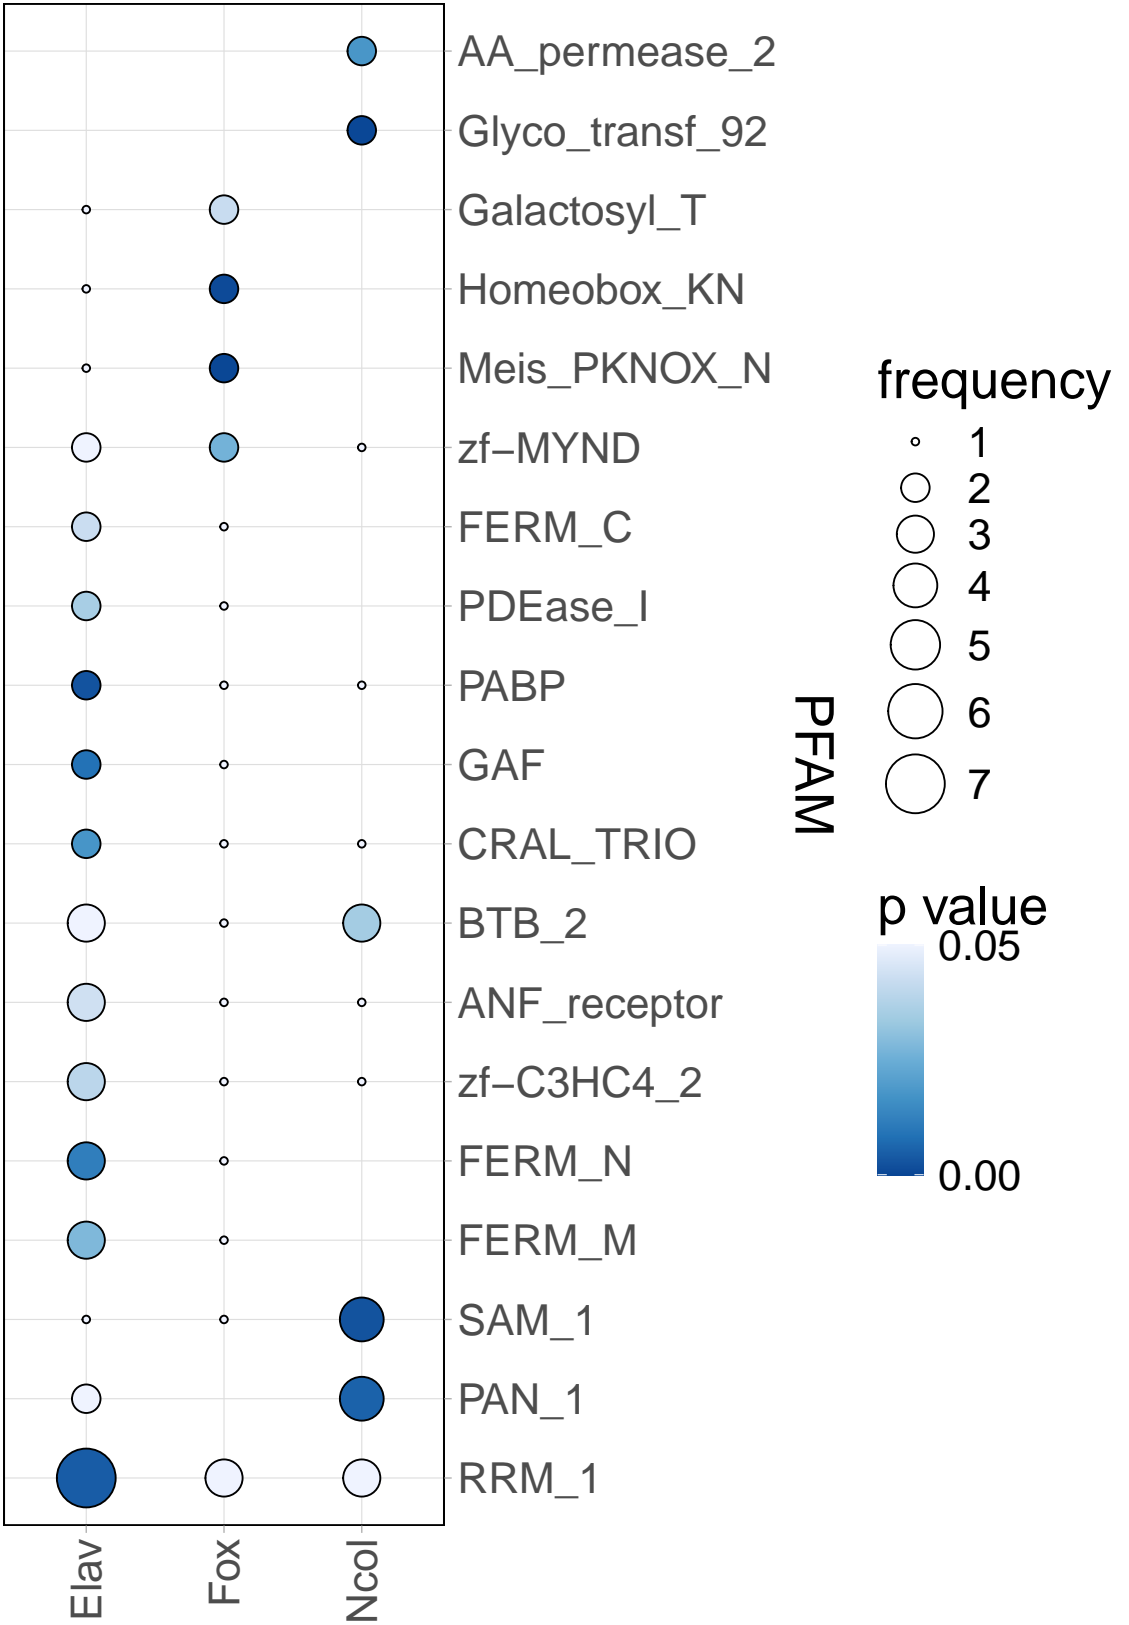 AA_permease_2
Glyco_transf_92
Galactosyl_T
Homeobox_KN
Meis_PKNOX_N
zf−MYND
FERM_C
PDEase_I
PABP
GAF
CRAL_TRIO
BTB_2
ANF_receptor
zf−C3HC4_2
FERM_N
FERM_M
SAM_1
PAN_1
RRM_1
Elav
Fox
Ncol
PFAM
frequency
1
2
3
4
5
6
7
p value
0.05
0.00